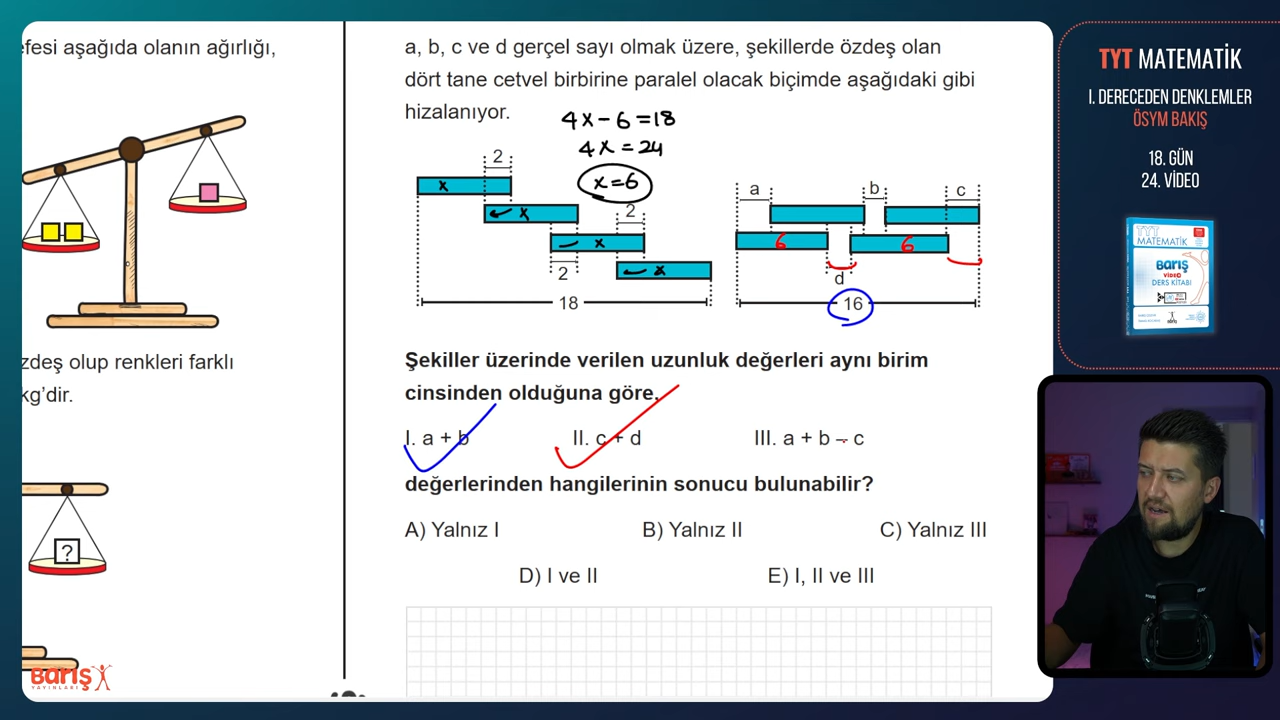 efesi aşağıda olanın ağırlığı,
zdeş olup renkleri farklı
kg'dir.
?
BARIŞ
YAYINLARI
a, b, c ve d gerçel sayı olmak üzere, şekillerde özdeş olan
dört tane cetvel birbirine paralel olacak biçimde aşağıdaki gibi
hizalanıyor.
4x - 6 = 18
4x = 24
x = 6
2
x
x
2
x
2
x
18
a
b
c
6
6
d
16
Şekiller üzerinde verilen uzunluk değerleri aynı birim
cinsinden olduğuna göre,
I. a + b
II. c + d
III. a + b – c
değerlerinden hangilerinin sonucu bulunabilir?
A) Yalnız I
B) Yalnız II
C) Yalnız III
D) I ve II
E) I, II ve III
TYT MATEMATİK
I. DERECEDEN DENKLEMLER
ÖSYM BAKIŞ
18. GÜN
24. VİDEO
TYT
MATEMATİK
BARIŞ
VİDEO
DERS KİTABI